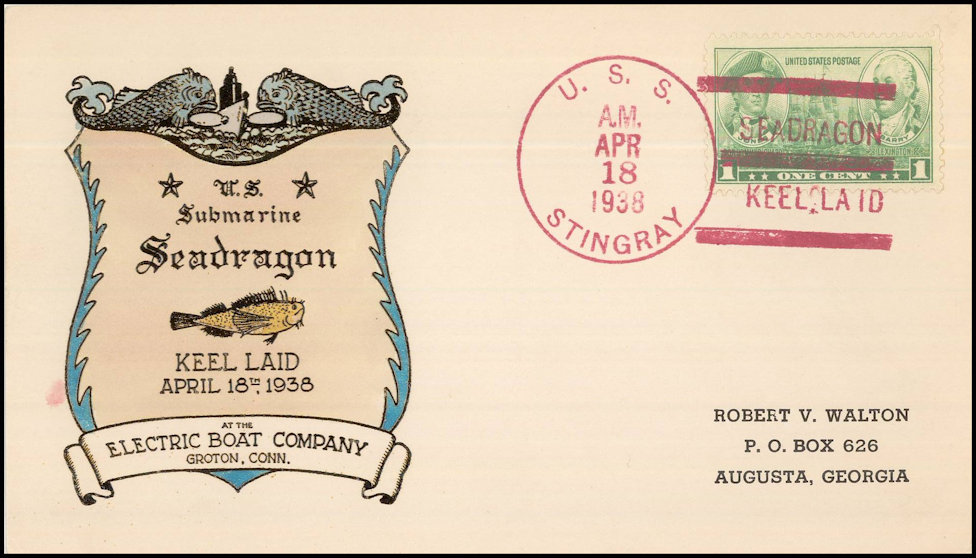 U.S.
Submarine
Seadragon
KEEL LAID
APRIL 18TH, 1938
AT THE
ELECTRIC BOAT COMPANY
GROTON, CONN.
U. S. S.
A.M.
APR
18
1938
STINGRAY
UNITED STATES POSTAGE
SEADRAGON
1 ONE CENT 1
KEEL LAID
ROBERT V. WALTON
P. O. BOX 626
AUGUSTA, GEORGIA